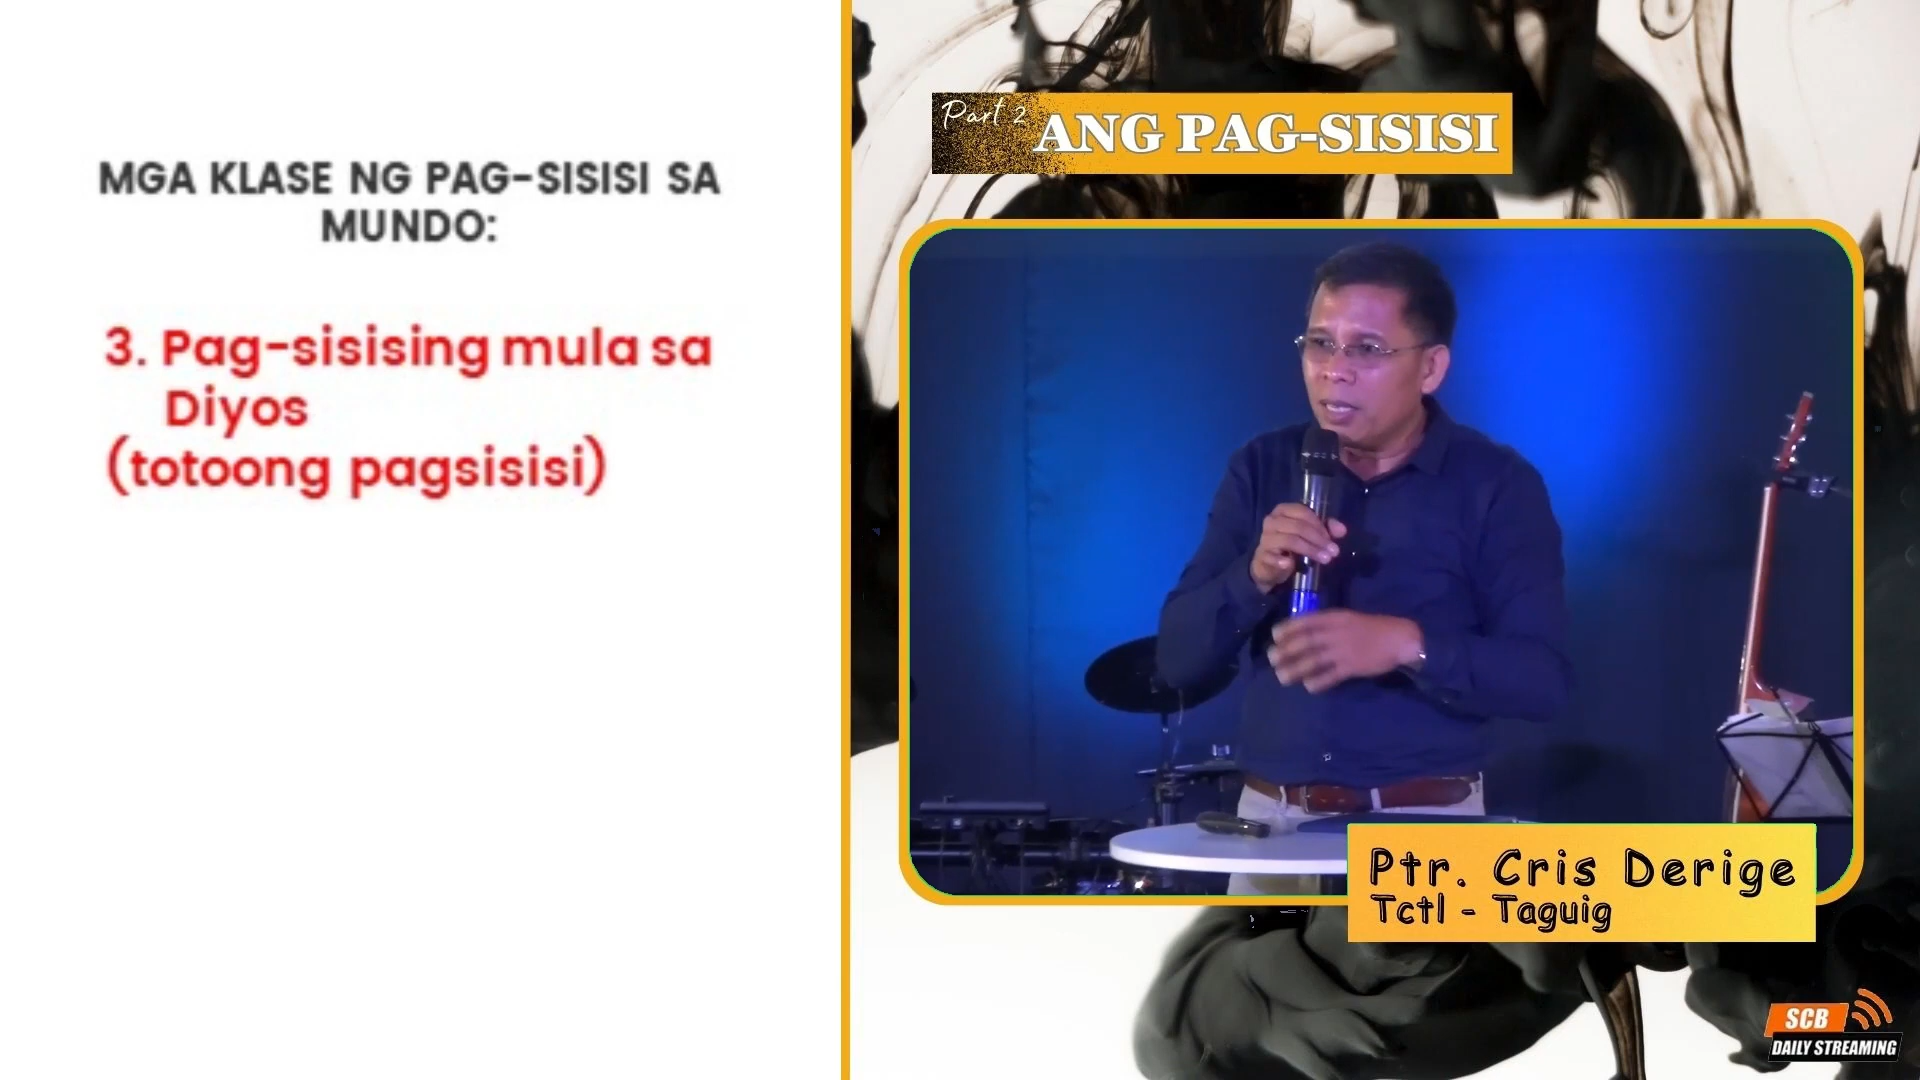 MGA KLASE NG PAG-SISISI SA
MUNDO:
3. Pag-sisising mula sa
Diyos
(totoong pagsisisi)
Part 2
ANG PAG-SISISI
Ptr. Cris Derige
Tctl - Taguig
SCB
DAILY STREAMING